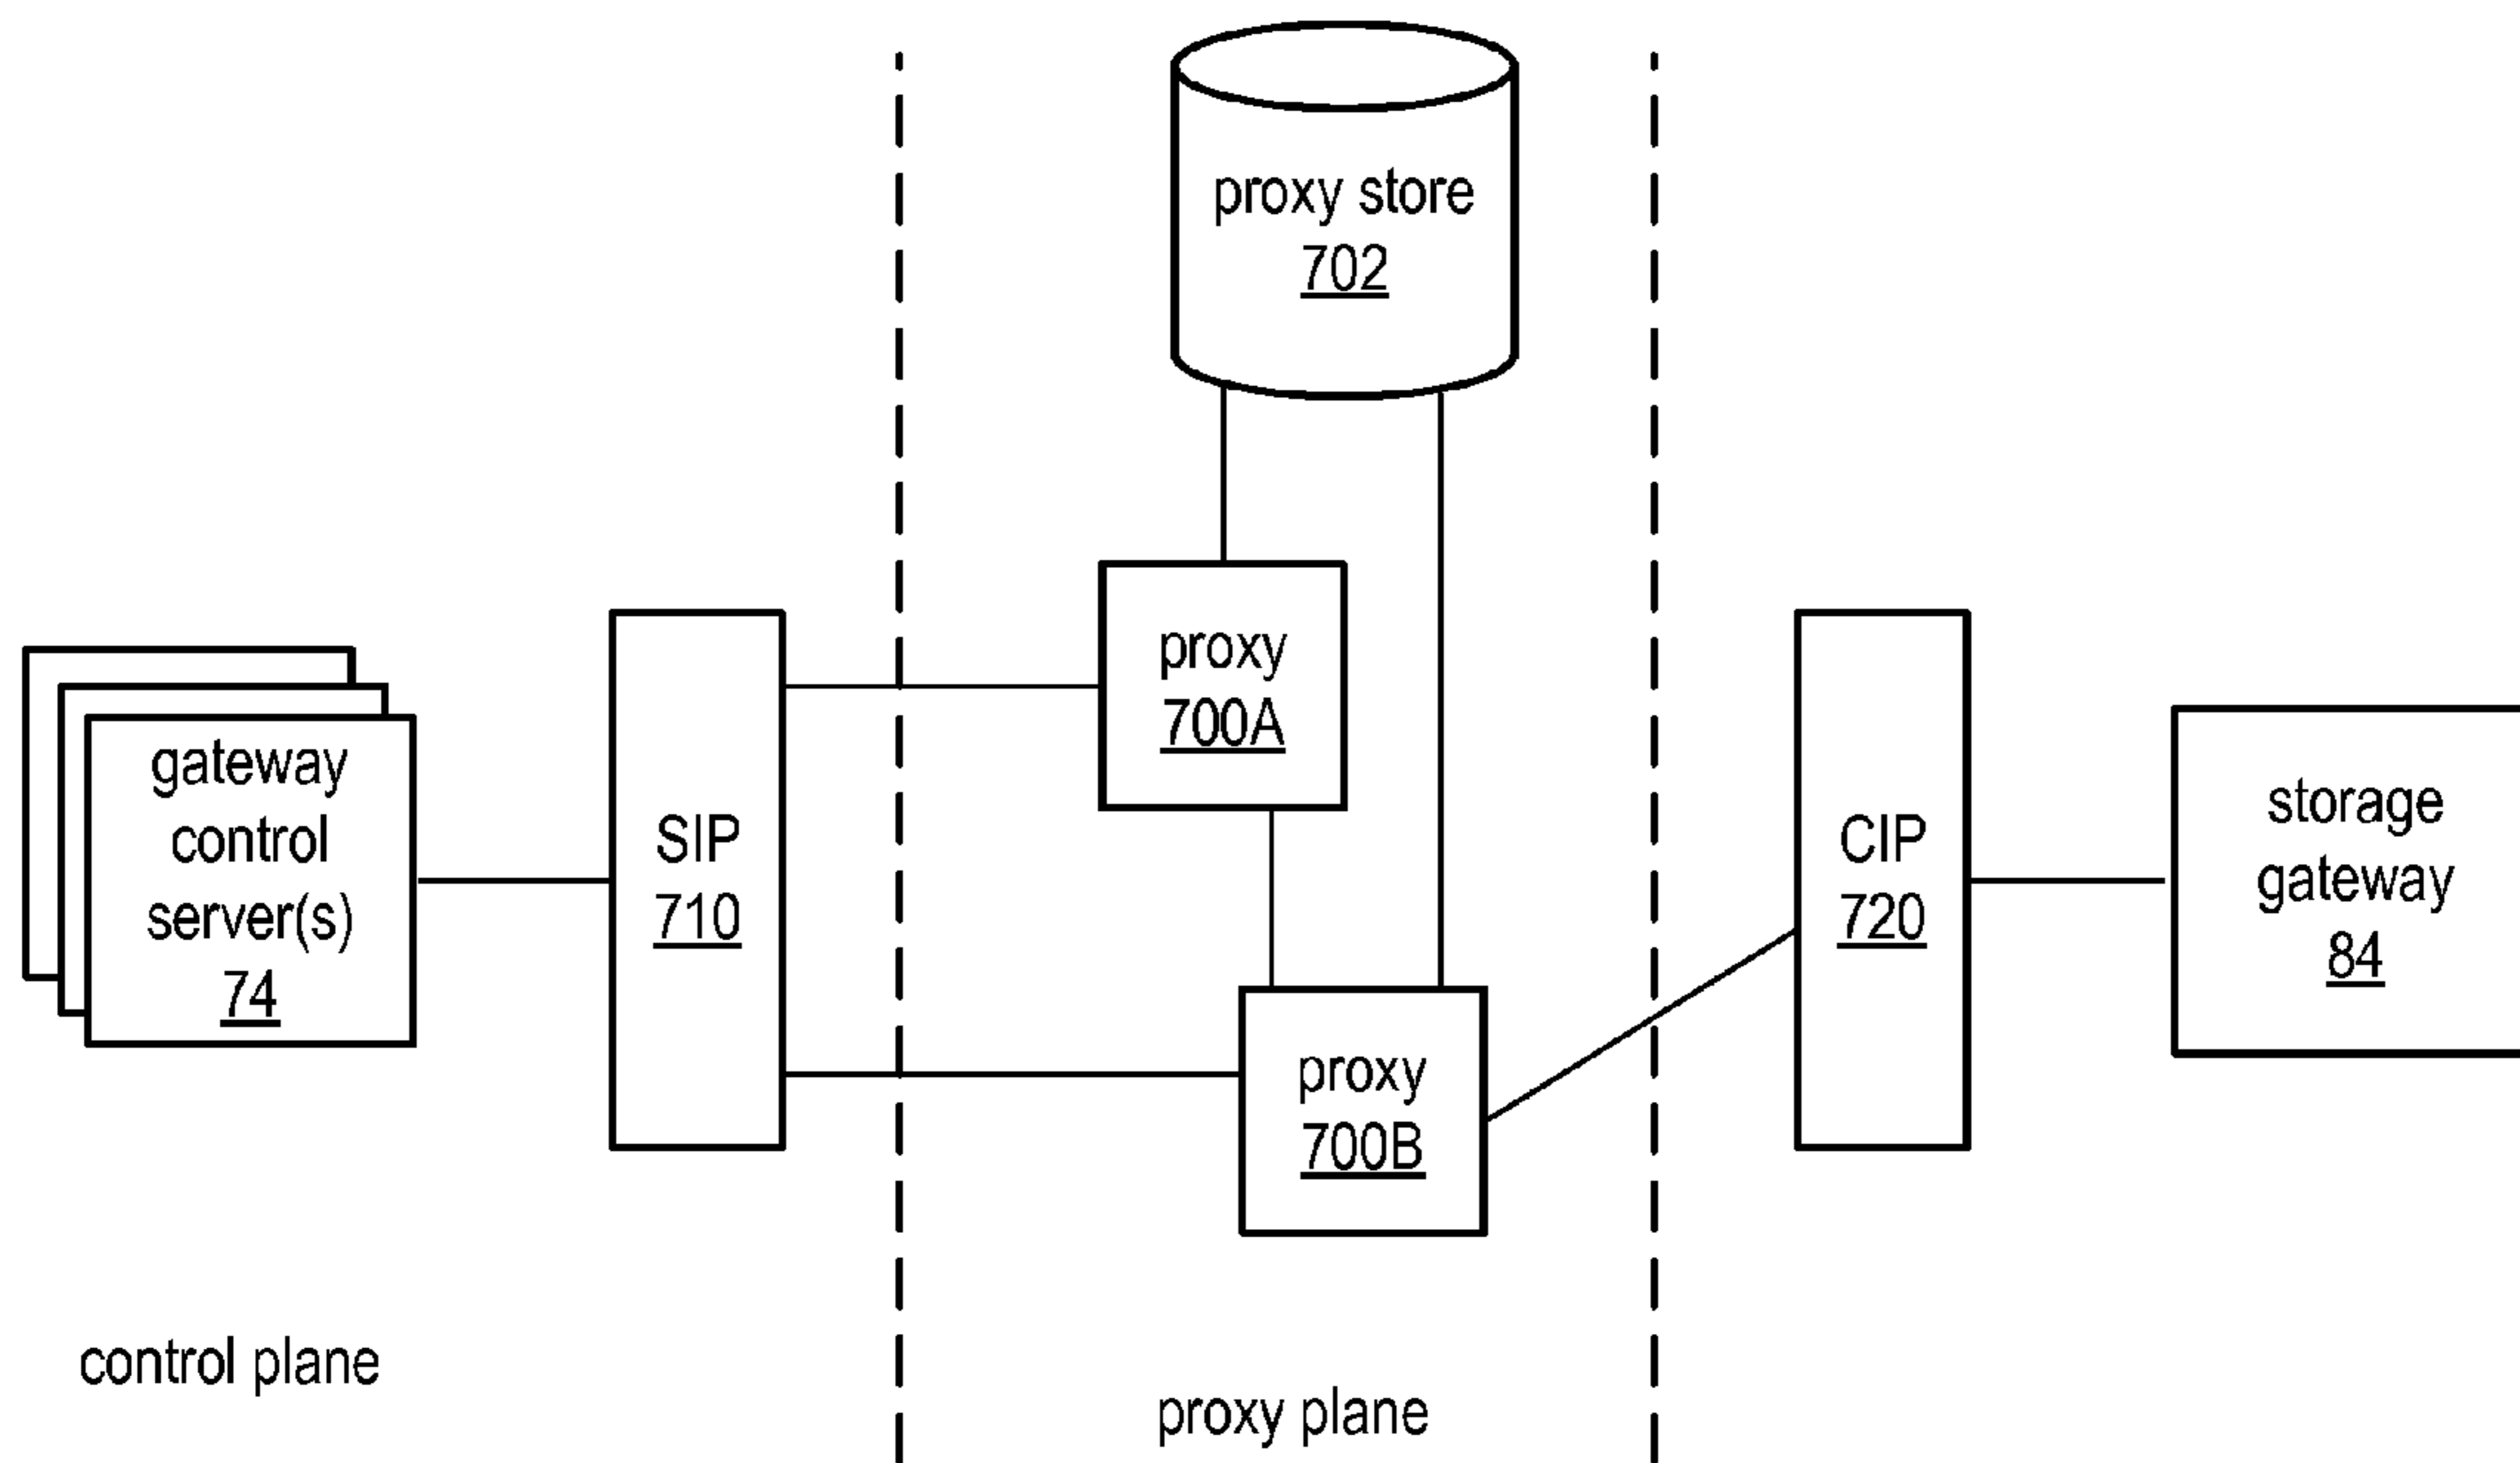 proxy store
702
proxy
700A
gateway
control
server(s)
74
SIP
710
CIP
720
storage
gateway
84
proxy
700B
control plane
proxy plane